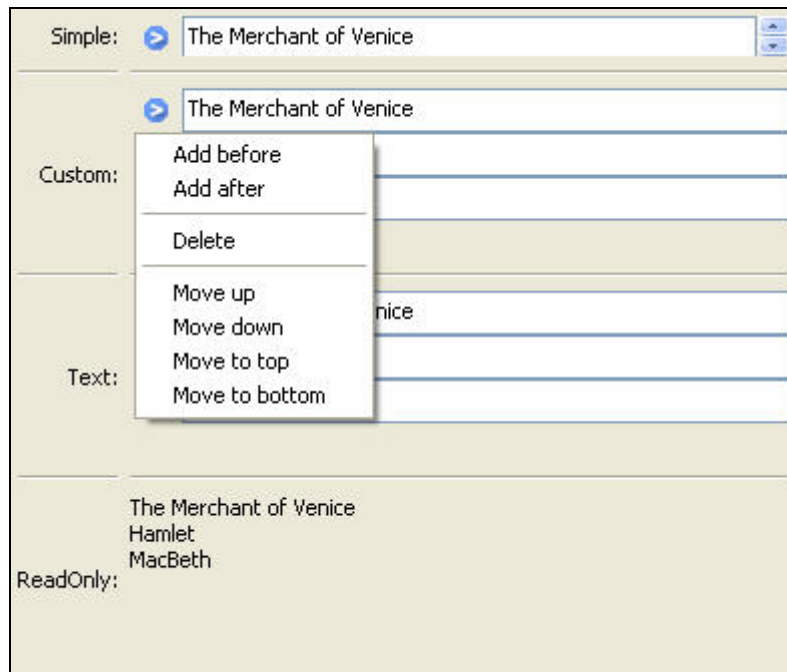 Simple:
The Merchant of Venice
Custom:
The Merchant of Venice
Add before
Add after
Delete
Move up
Move down
Move to top
Move to bottom
Text:
nice
ReadOnly:
The Merchant of Venice
Hamlet
MacBeth